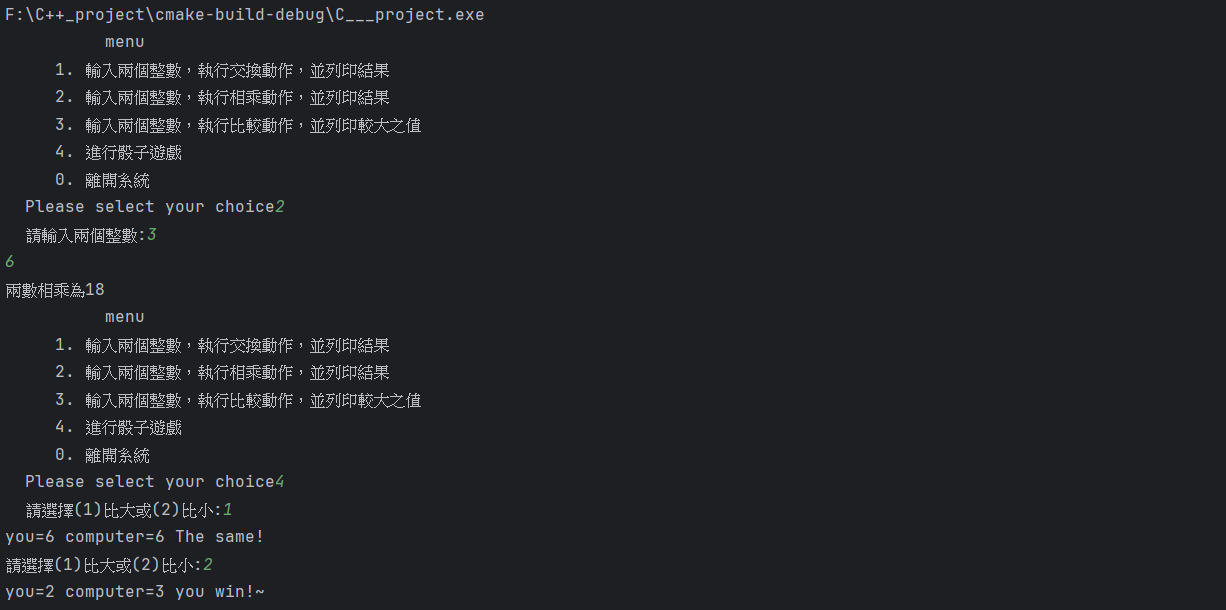 F:\C++_project\cmake-build-debug\C___project.exe
menu
1. 輸入兩個整數，執行交換動作，並列印結果
2. 輸入兩個整數，執行相乘動作，並列印結果
3. 輸入兩個整數，執行比較動作，並列印較大之值
4. 進行骰子遊戲
0. 離開系統
Please select your choice2
請輸入兩個整數:3
6
兩數相乘為18
menu
1. 輸入兩個整數，執行交換動作，並列印結果
2. 輸入兩個整數，執行相乘動作，並列印結果
3. 輸入兩個整數，執行比較動作，並列印較大之值
4. 進行骰子遊戲
0. 離開系統
Please select your choice4
請選擇(1)比大或(2)比小:1
you=6 computer=6 The same!
請選擇(1)比大或(2)比小:2
you=2 computer=3 you win!~